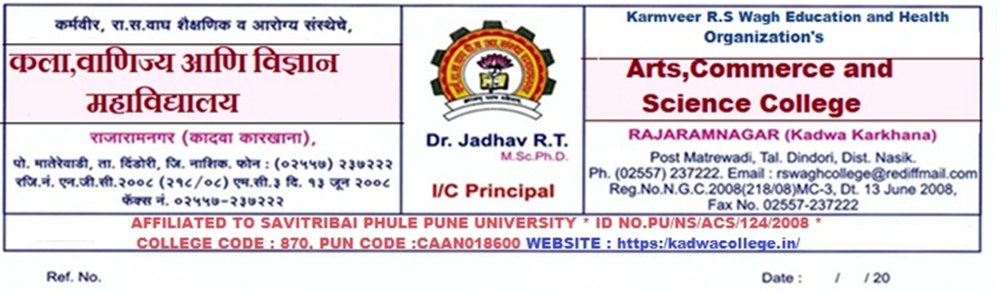 कर्मवीर, रा.स.वाघ शैक्षणिक व आरोग्य संस्थेचे,
कला,वाणिज्य आणि विज्ञान
महाविद्यालय
राजारामनगर (कादवा कारखाना),
पो. मातेरेवाडी, ता. दिंडोरी, जि. नाशिक. फोन : (०२५५७) २३७२२२
रजि.नं. एन.जी.सी.२००८ (२१८/०८) एम.सी.३ दि. १३ जून २००८
फॅक्स नं. ०२५५७-२३७२२२
Dr. Jadhav R.T.
M.Sc.Ph.D.
I/C Principal
Karmveer R.S Wagh Education and Health
Organization's
Arts,Commerce and
Science College
RAJARAMNAGAR (Kadwa Karkhana)
Post Matrewadi, Tal. Dindori, Dist. Nasik.
Ph. (02557) 237222. Email : rswaghcollege@rediffmail.com
Reg.No.N.G.C.2008(218/08)MC-3, Dt. 13 June 2008,
Fax No. 02557-237222
AFFILIATED TO SAVITRIBAI PHULE PUNE UNIVERSITY * ID NO.PU/NS/ACS/124/2008 *
COLLEGE CODE : 870, PUN CODE :CAAN018600 WEBSITE : https:/kadwacollege.in/
Ref. No.
Date : / / 20